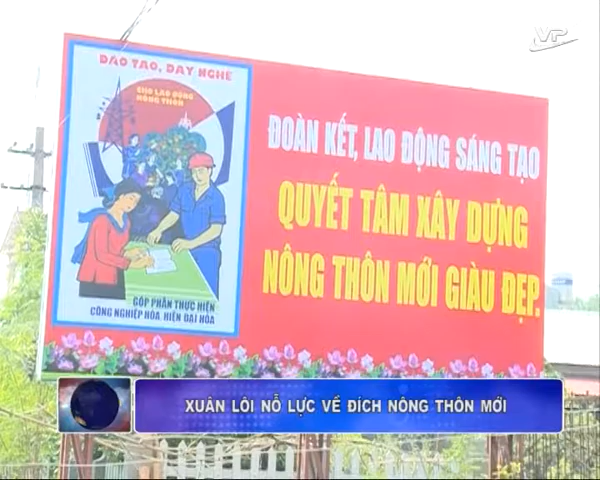 VP
ĐÀO TẠO, DẠY NGHỀ
CHO LAO ĐỘNG
NÔNG THÔN
GÓP PHẦN THỰC HIỆN
CÔNG NGHIỆP HÓA HIỆN ĐẠI HÓA
ĐOÀN KẾT, LAO ĐỘNG SÁNG TẠO
QUYẾT TÂM XÂY DỰNG
NÔNG THÔN MỚI GIÀU ĐẸP.
XUÂN LÔI NỖ LỰC VỀ ĐÍCH NÔNG THÔN MỚI